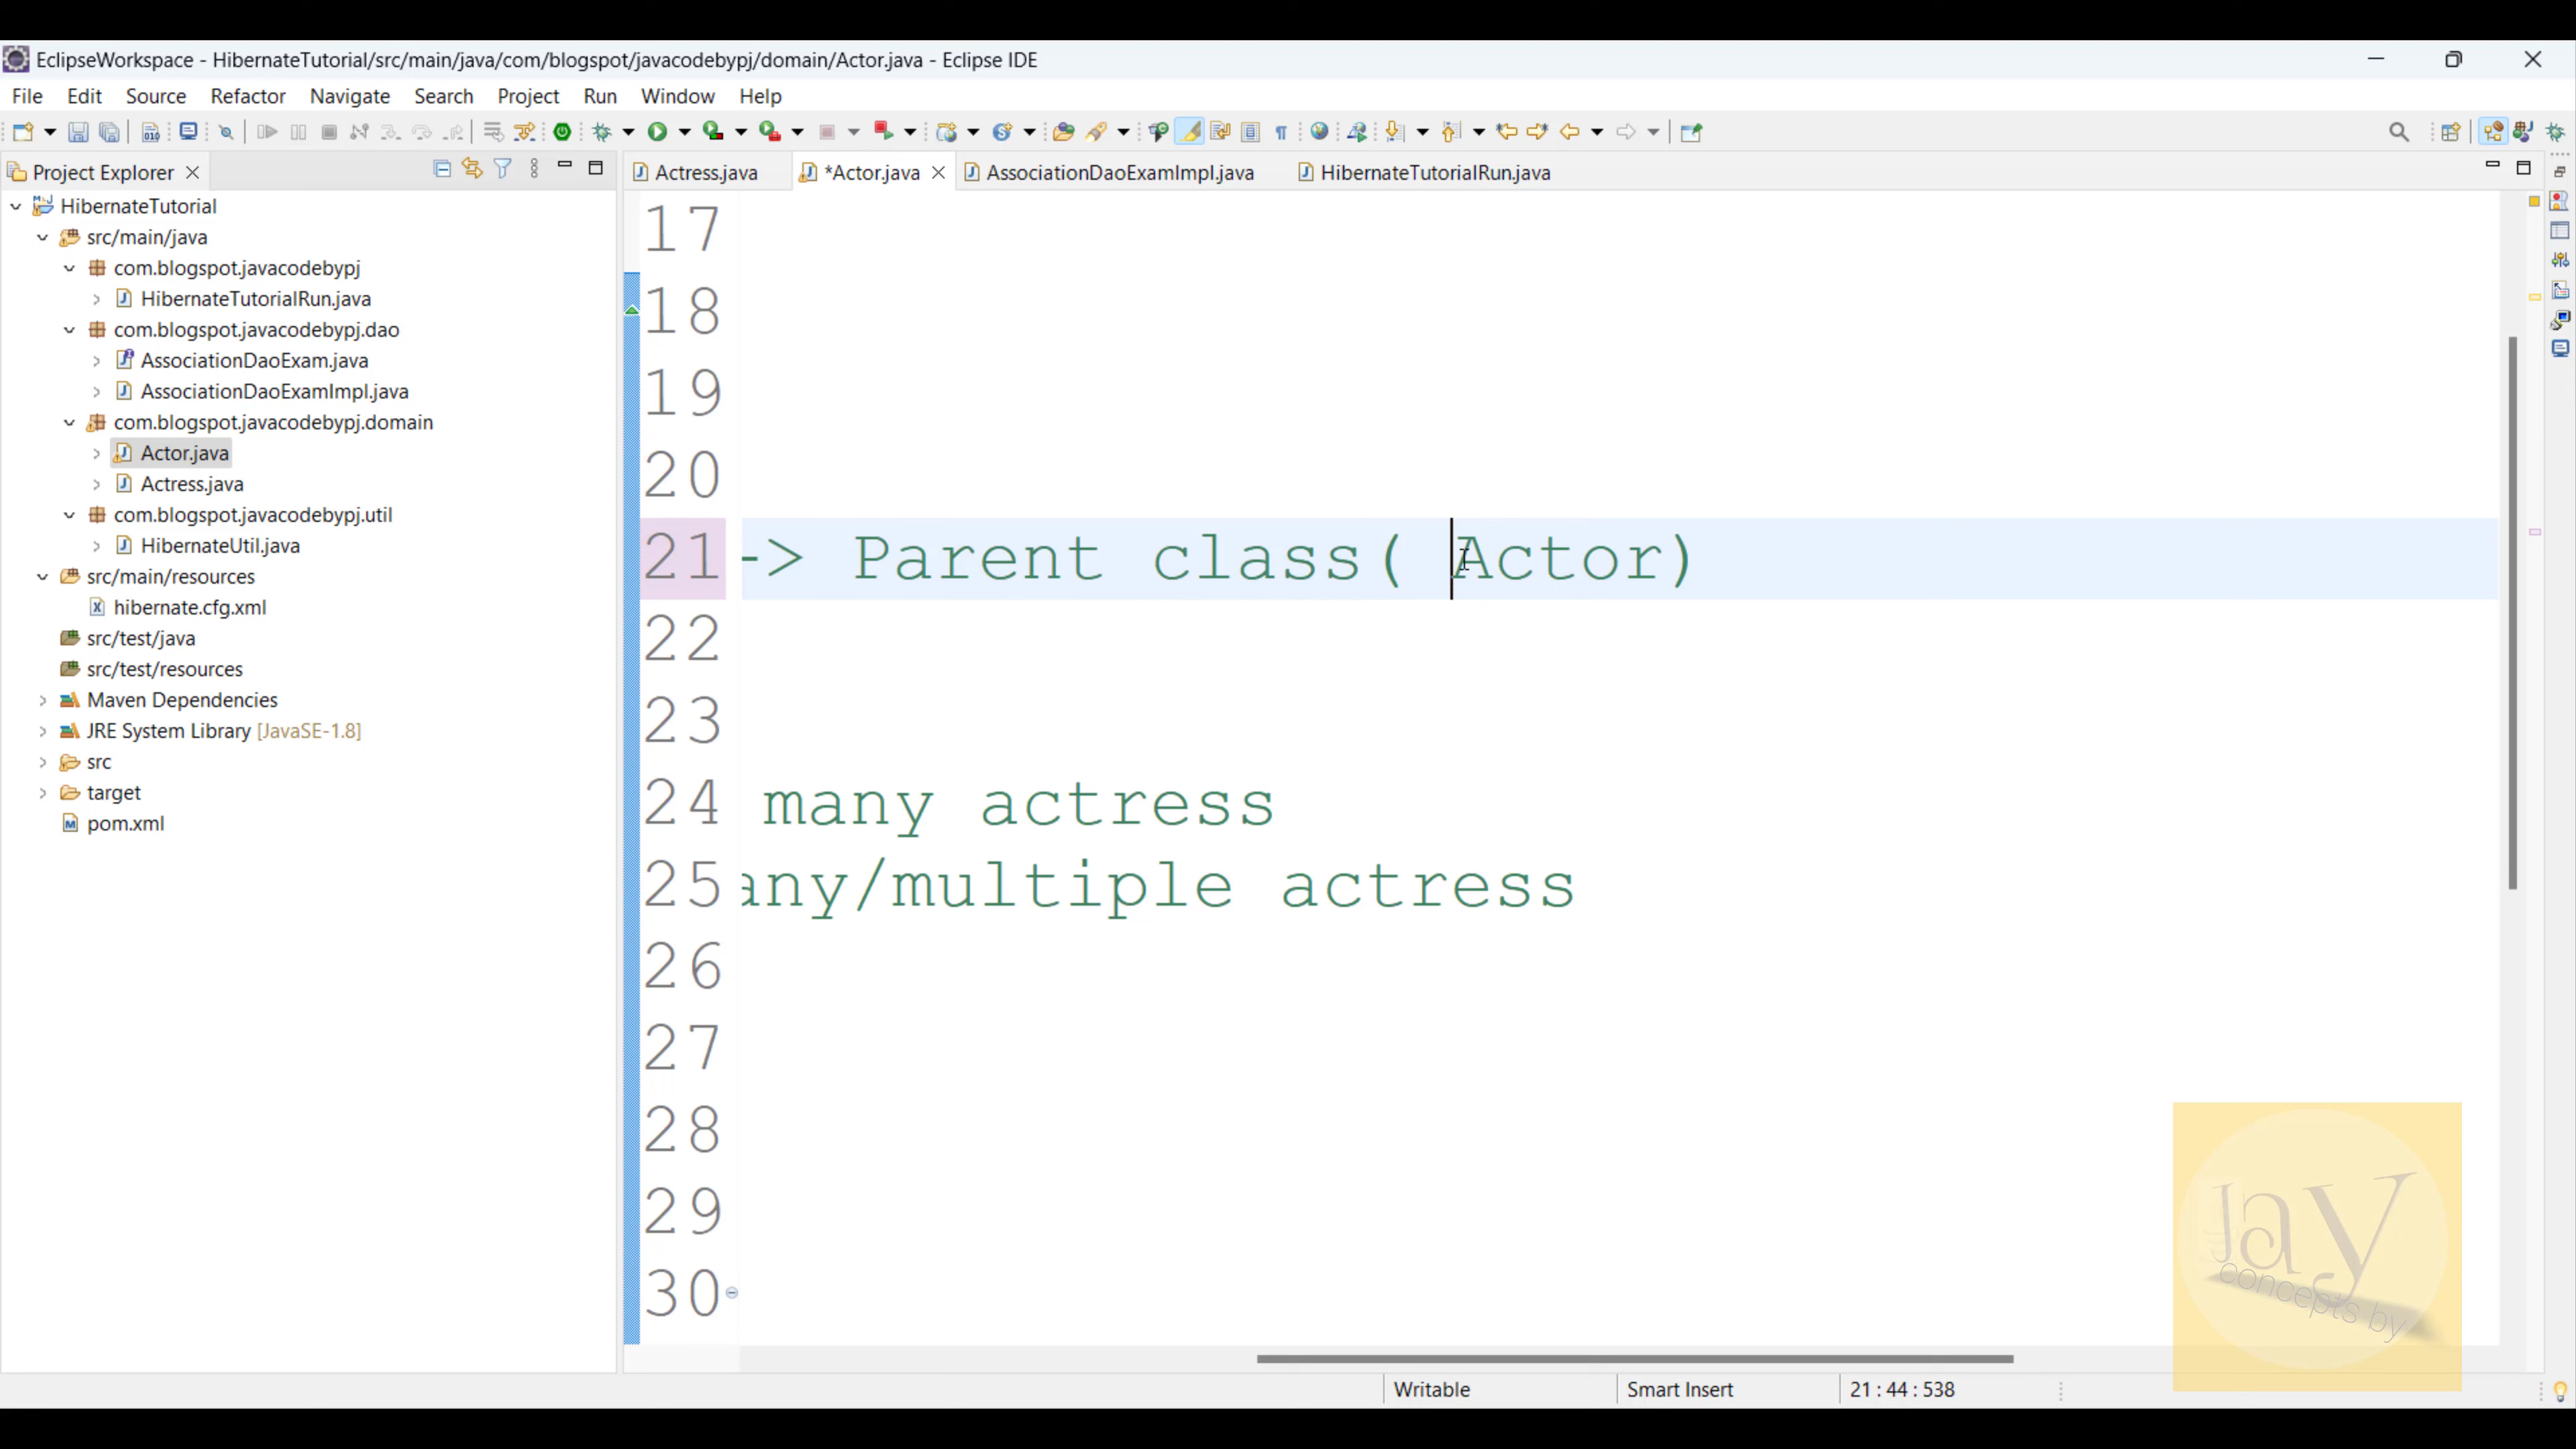 EclipseWorkspace - HibernateTutorial/src/main/java/com/blogspot/javacodebypj/domain/Actor.java - Eclipse IDE
File Edit Source Refactor Navigate Search Project Run Window Help
Project Explorer
Actress.java *Actor.java AssociationDaoExamImpl.java HibernateTutorialRun.java
HibernateTutorial
src/main/java
com.blogspot.javacodebypj
HibernateTutorialRun.java
com.blogspot.javacodebypj.dao
AssociationDaoExam.java
AssociationDaoExamImpl.java
com.blogspot.javacodebypj.domain
Actor.java
Actress.java
com.blogspot.javacodebypj.util
HibernateUtil.java
src/main/resources
hibernate.cfg.xml
src/test/java
src/test/resources
Maven Dependencies
JRE System Library [JavaSE-1.8]
src
target
pom.xml
17
18
19
20
21 -> Parent class( Actor)
22
23
24 many actress
25 any/multiple actress
26
27
28
29
30
Jay
concepts by
Writable Smart Insert 21 : 44 : 538